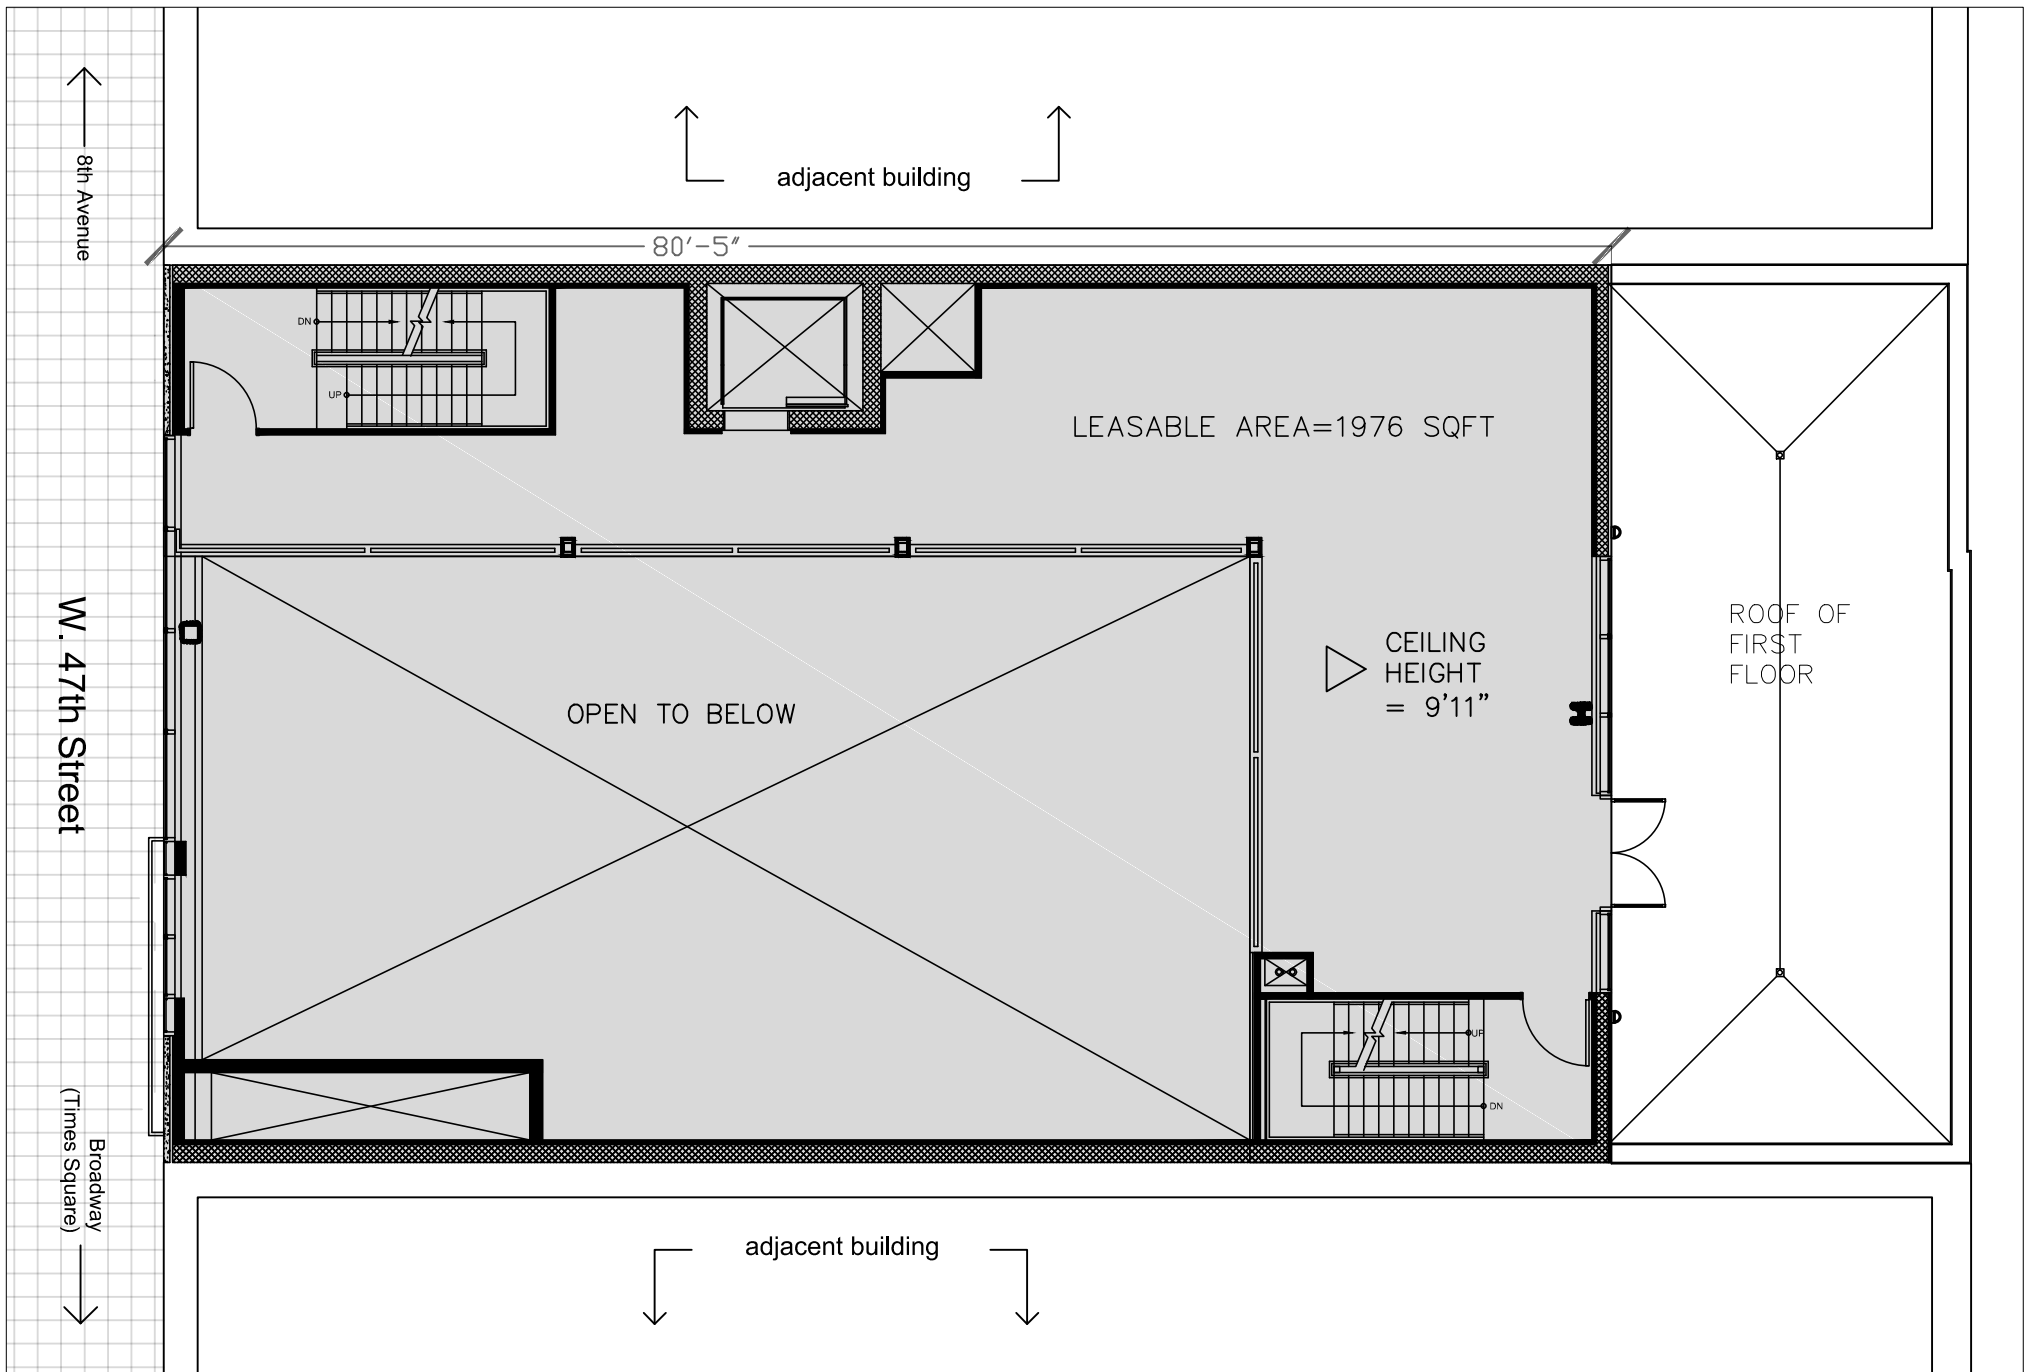 8th Avenue
adjacent building
80'-5"
DN
UP
LEASABLE AREA=1976 SQFT
W. 47th Street
OPEN TO BELOW
CEILING
HEIGHT
= 9'11"
ROOF OF
FIRST
FLOOR
UP
DN
Broadway
(Times Square)
adjacent building